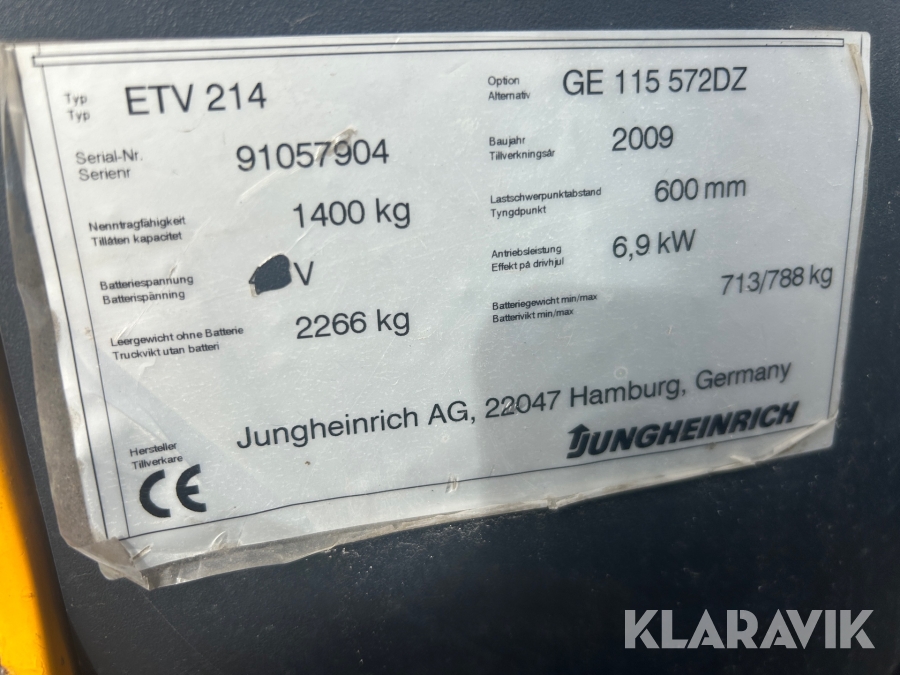 Typ
Typ
ETV 214
Option
Alternativ
GE 115 572DZ
Serial-Nr.
Serienr
91057904
Baujahr
Tillverkningsår
2009
Nenntragfähigkeit
Tillåten kapacitet
1400 kg
Lastschwerpunktabstand
Tyngdpunkt
600 mm
Batteriespannung
Batterispänning
V
Antriebsleistung
Effekt på drivhjul
6,9 kW
Leergewicht ohne Batterie
Truckvikt utan batteri
2266 kg
Batteriegewicht min/max
Batterivikt min/max
713/788 kg
Hersteller
Tillverkare
Jungheinrich AG, 22047 Hamburg, Germany
JUNGHEINRICH
CE
KLARAVIK